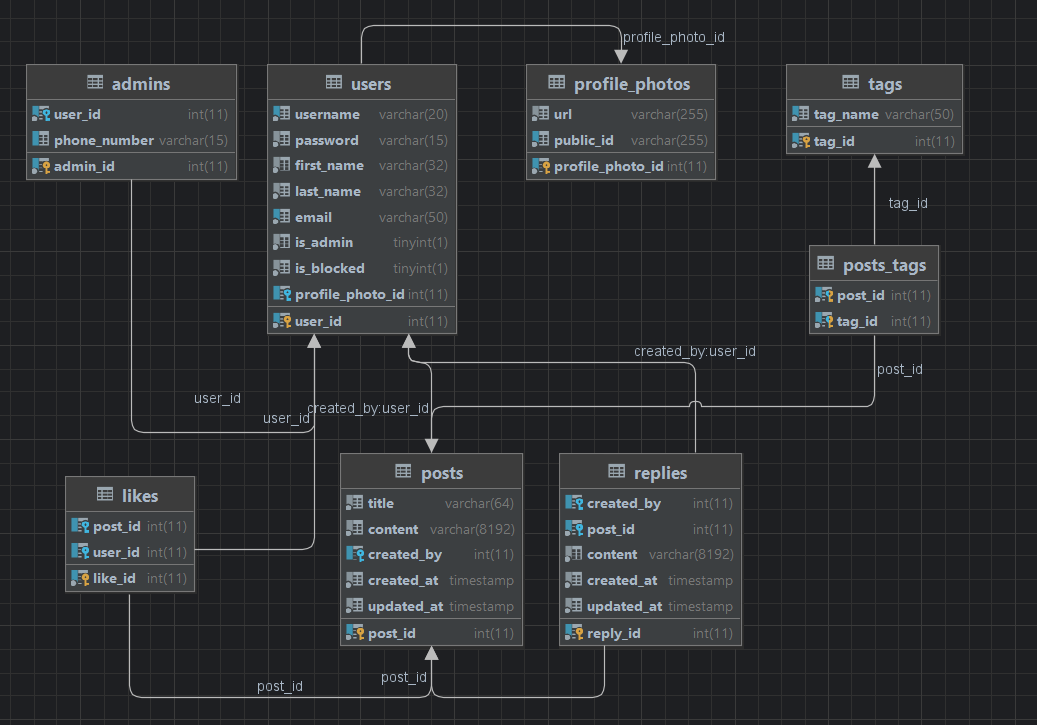 profile_photo_id
admins
user_id int(11)
phone_number varchar(15)
admin_id int(11)
users
username varchar(20)
password varchar(15)
first_name varchar(32)
last_name varchar(32)
email varchar(50)
is_admin tinyint(1)
is_blocked tinyint(1)
profile_photo_id int(11)
user_id int(11)
profile_photos
url varchar(255)
public_id varchar(255)
profile_photo_id int(11)
tags
tag_name varchar(50)
tag_id int(11)
tag_id
posts_tags
post_id int(11)
tag_id int(11)
created_by:user_id
post_id
user_id
created_by:user_id
user_id
likes
post_id int(11)
user_id int(11)
like_id int(11)
posts
title varchar(64)
content varchar(8192)
created_by int(11)
created_at timestamp
updated_at timestamp
post_id int(11)
replies
created_by int(11)
post_id int(11)
content varchar(8192)
created_at timestamp
updated_at timestamp
reply_id int(11)
post_id
post_id